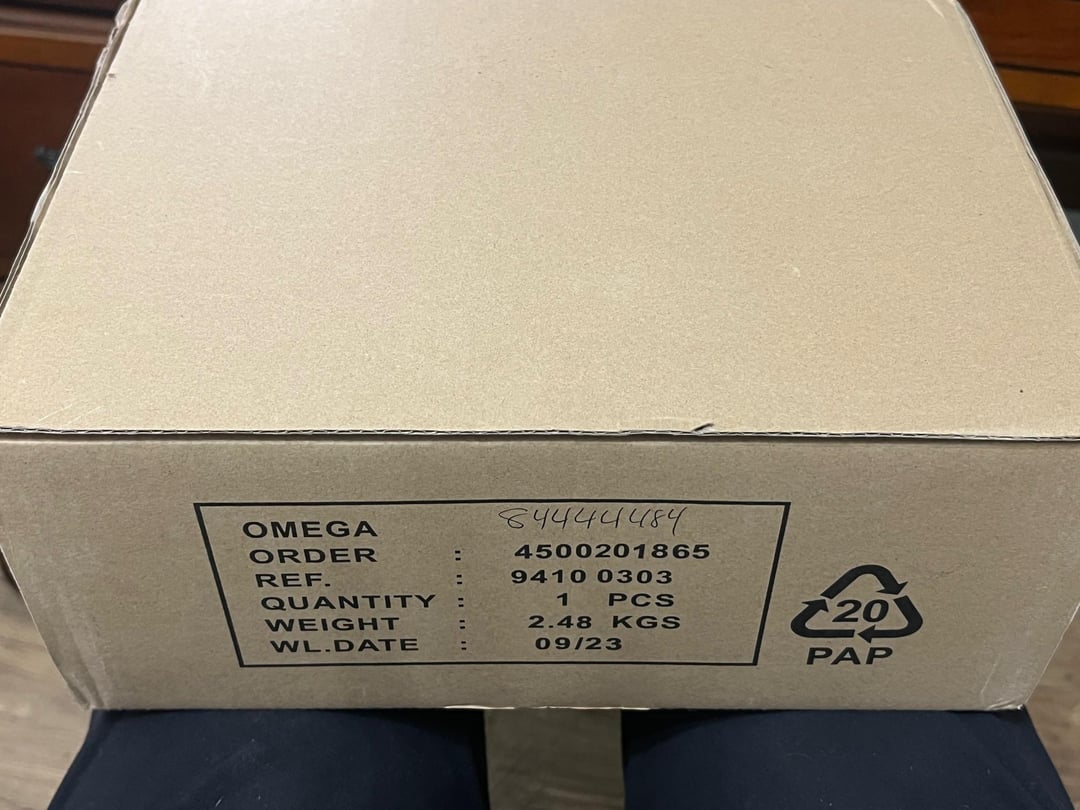 OMEGA 84444484
ORDER : 4500201865
REF. : 9410 0303
QUANTITY : 1 PCS
WEIGHT : 2.48 KGS
WL.DATE : 09/23
20
PAP